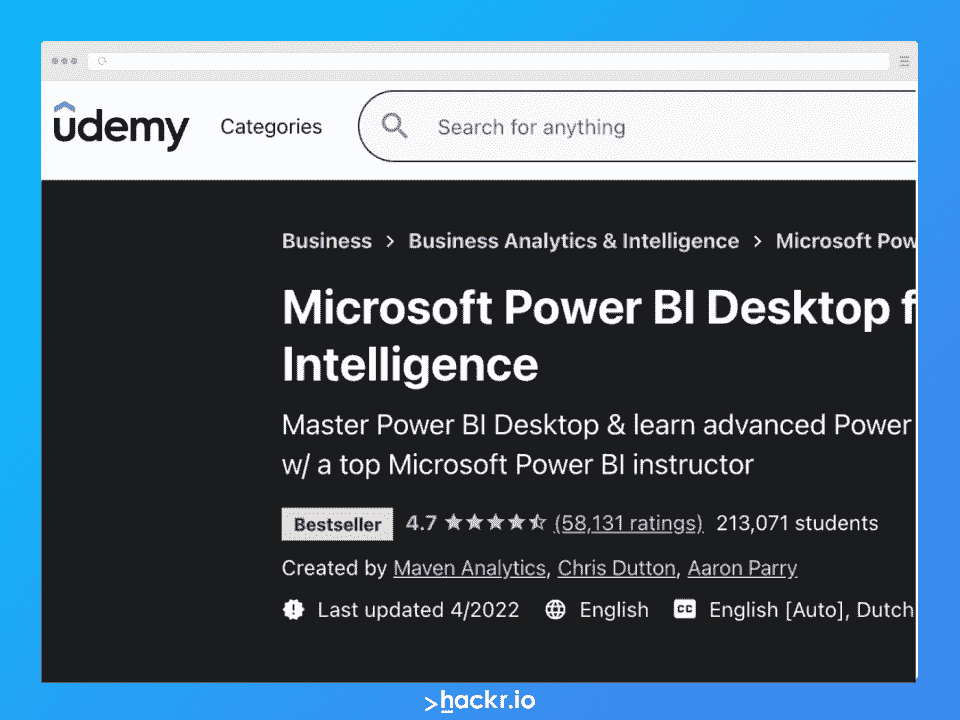 udemy
Categories
Search for anything
Business > Business Analytics & Intelligence > Microsoft Pow
Microsoft Power BI Desktop f
Intelligence
Master Power BI Desktop & learn advanced Power
w/ a top Microsoft Power BI instructor
Bestseller 4.7 (58,131 ratings) 213,071 students
Created by Maven Analytics, Chris Dutton, Aaron Parry
Last updated 4/2022 English CC English [Auto], Dutch
>hackr.io